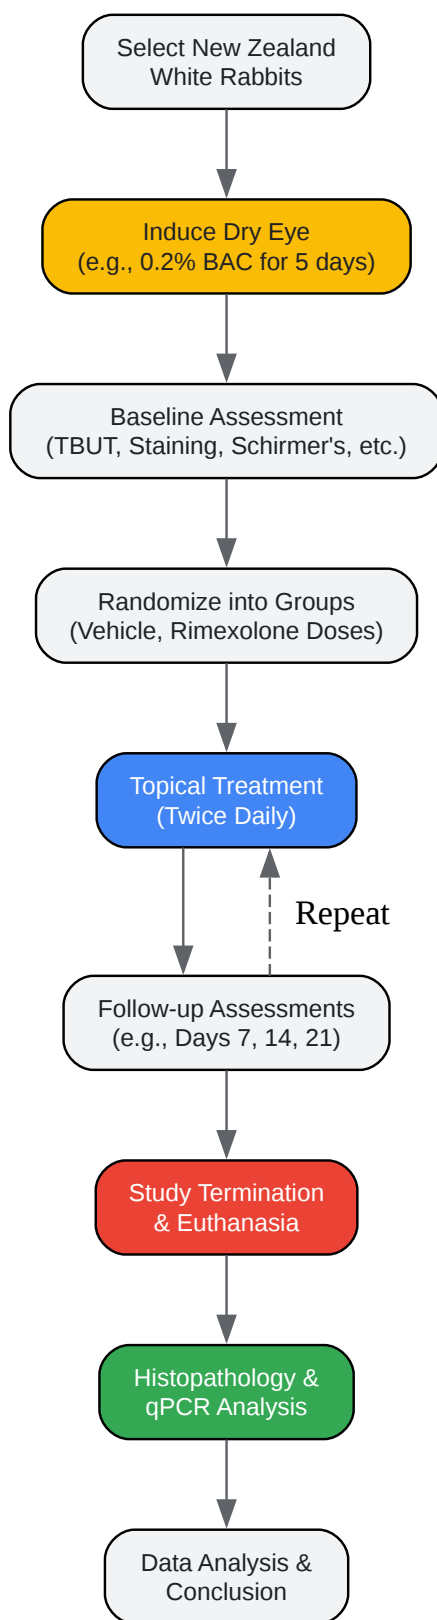 Select New Zealand
White Rabbits
Induce Dry Eye
(e.g., 0.2% BAC for 5 days)
Baseline Assessment
(TBUT, Staining, Schirmer's, etc.)
Randomize into Groups
(Vehicle, Rimexolone Doses)
Topical Treatment
(Twice Daily)
Repeat
Follow-up Assessments
(e.g., Days 7, 14, 21)
Study Termination
& Euthanasia
Histopathology &
qPCR Analysis
Data Analysis &
Conclusion